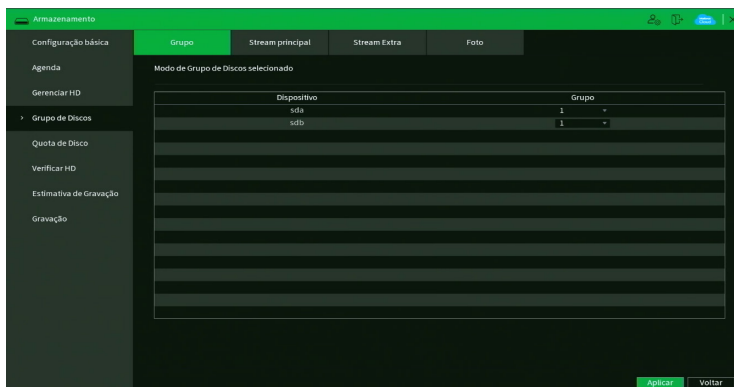 Armazenamento
Configuração básica
Grupo
Stream principal
Stream Extra
Foto
Agenda
Modo de Grupo de Discos selecionado
Gerenciar HD
Dispositivo Grupo
sda 1
Grupo de Discos
sdb 1
Quota de Disco
Verificar HD
Estimativa de Gravação
Gravação
Aplicar Voltar